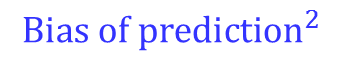 Bias of prediction²